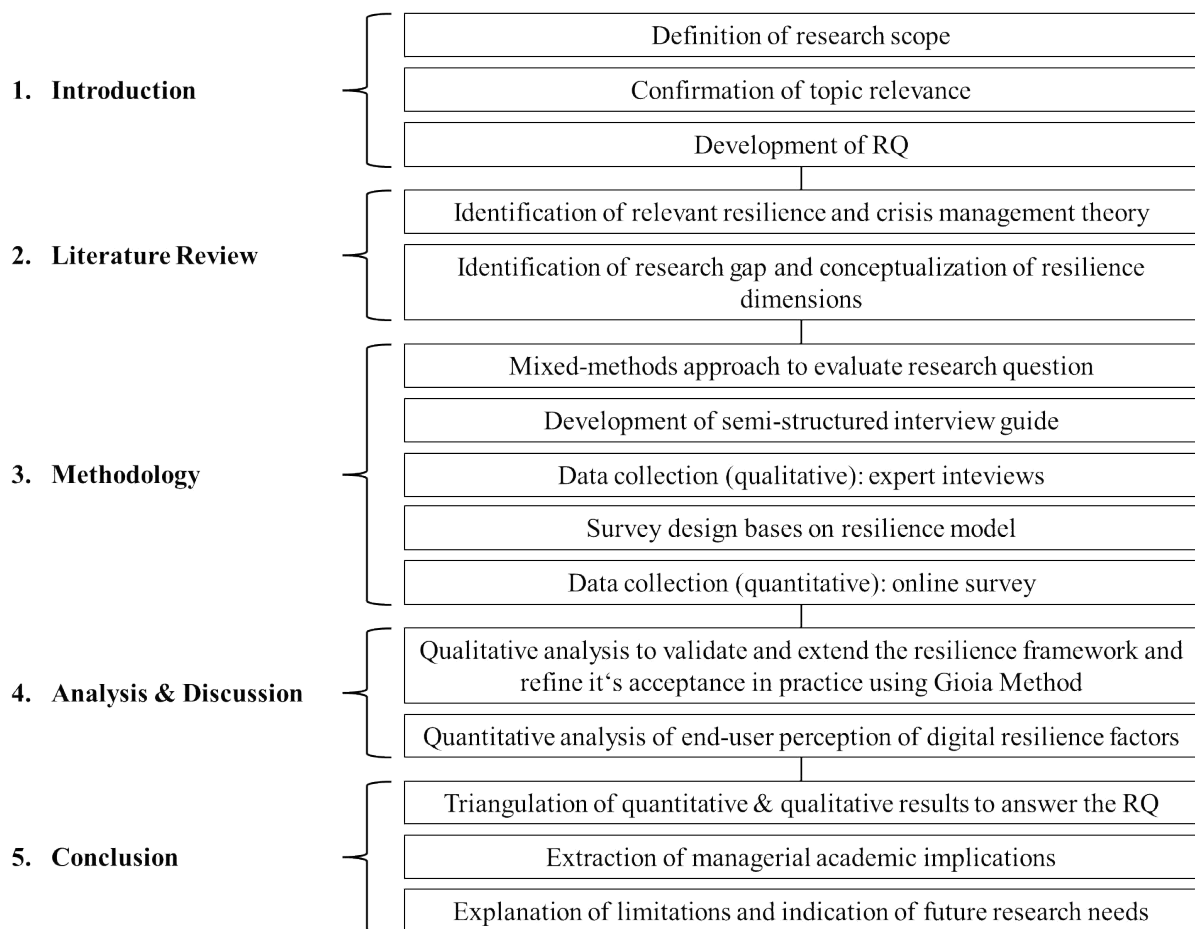 1. Introduction
Definition of research scope
Confirmation of topic relevance
Development of RQ
2. Literature Review
Identification of relevant resilience and crisis management theory
Identification of research gap and conceptualization of resilience
dimensions
3. Methodology
Mixed-methods approach to evaluate research question
Development of semi-structured interview guide
Data collection (qualitative): expert inteviews
Survey design bases on resilience model
Data collection (quantitative): online survey
4. Analysis & Discussion
Qualitative analysis to validate and extend the resilience framework and
refine it‘s acceptance in practice using Gioia Method
Quantitative analysis of end-user perception of digital resilience factors
5. Conclusion
Triangulation of quantitative & qualitative results to answer the RQ
Extraction of managerial academic implications
Explanation of limitations and indication of future research needs